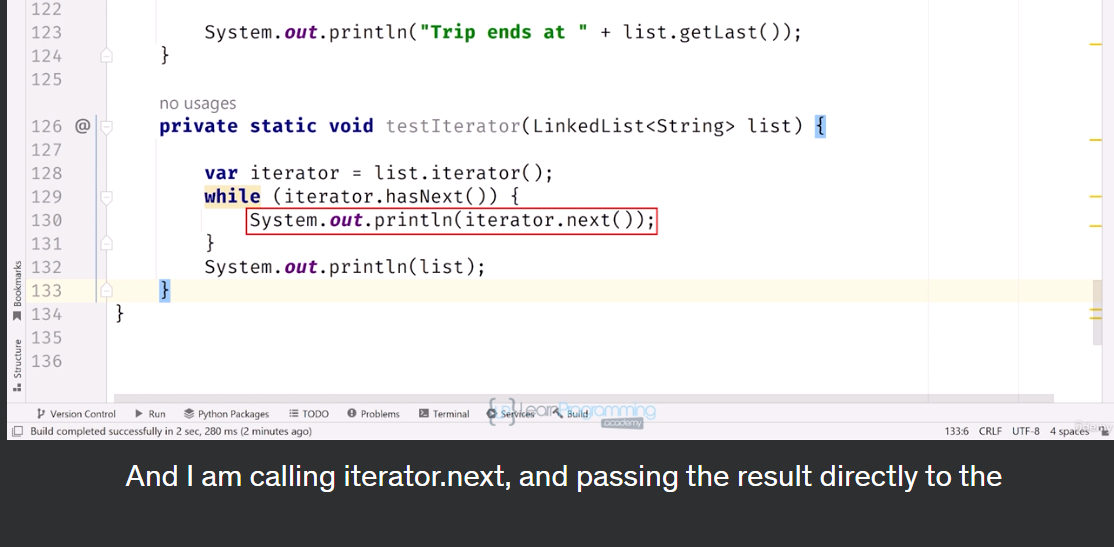 122
123 System.out.println("Trip ends at " + list.getLast());
124 }
125
no usages
126 @ private static void testIterator(LinkedList<String> list) {
127
128 var iterator = list.iterator();
129 while (iterator.hasNext()) {
130 System.out.println(iterator.next());
131 }
132 System.out.println(list);
133 }
134 }
135
136
Bookmarks
Structure
Version Control Run Python Packages TODO Problems Terminal Services Build
LearnProgramming
academy
Build completed successfully in 2 sec, 280 ms (2 minutes ago) 133:6 CRLF UTF-8 4 spaces
And I am calling iterator.next, and passing the result directly to the